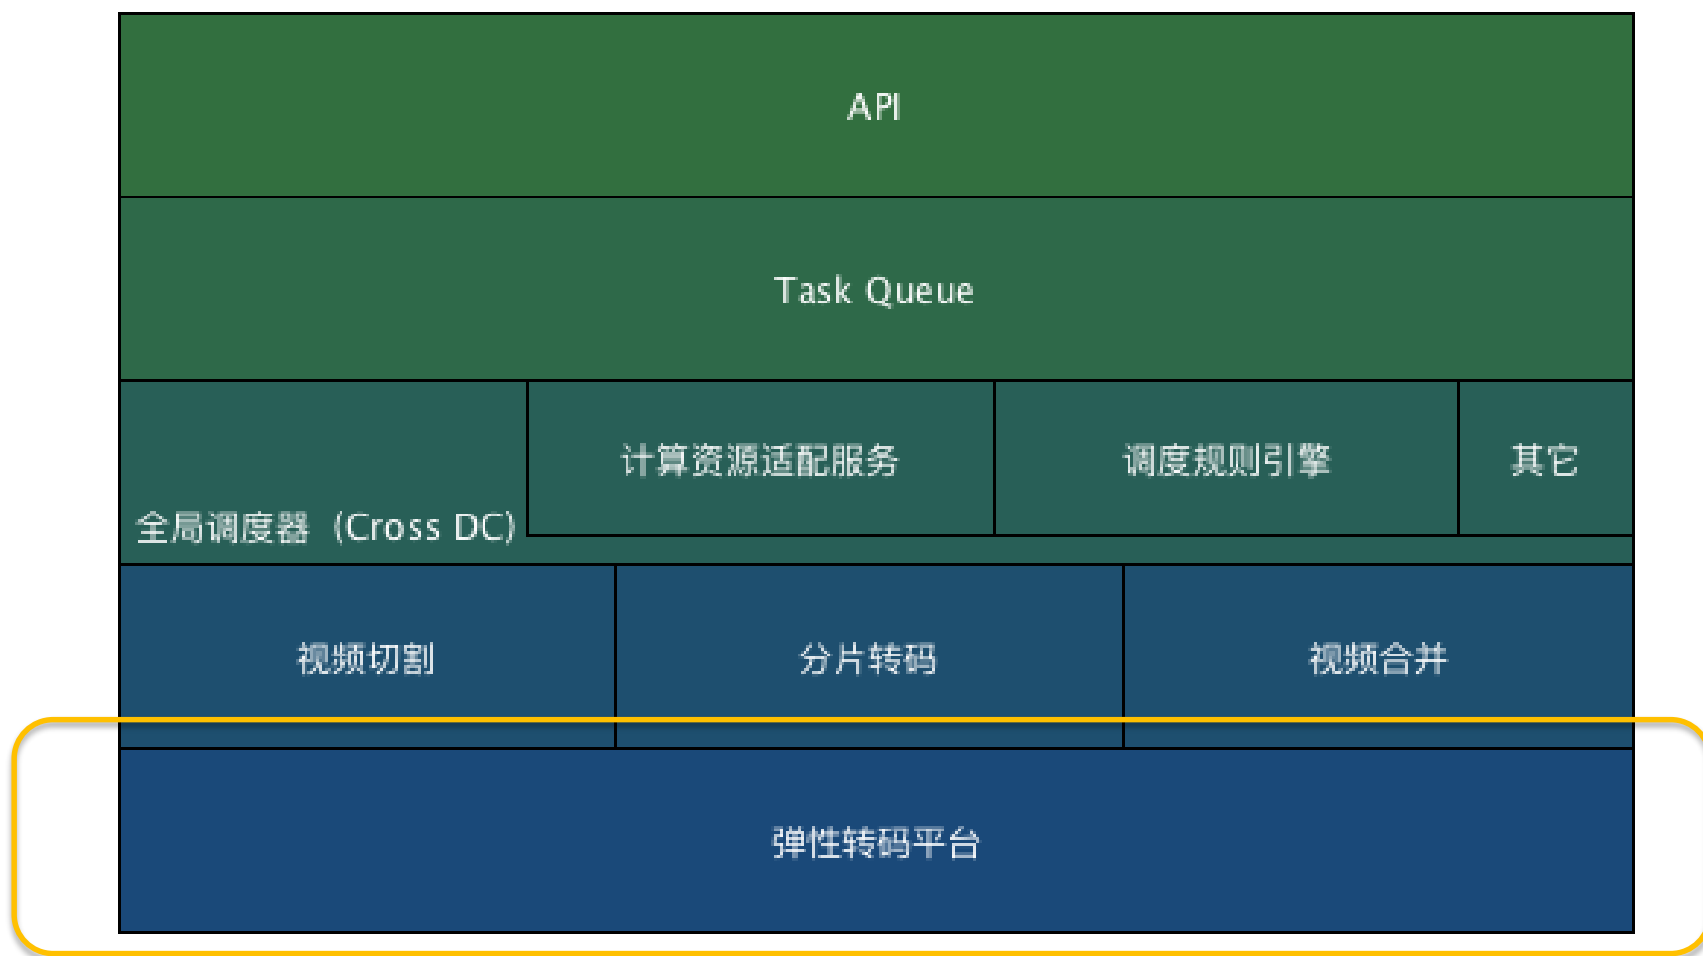 API
Task Queue
计算资源适配服务
调度规则引擎
其它
全局调度器 (Cross DC)
视频切割
分片转码
视频合并
弹性转码平台